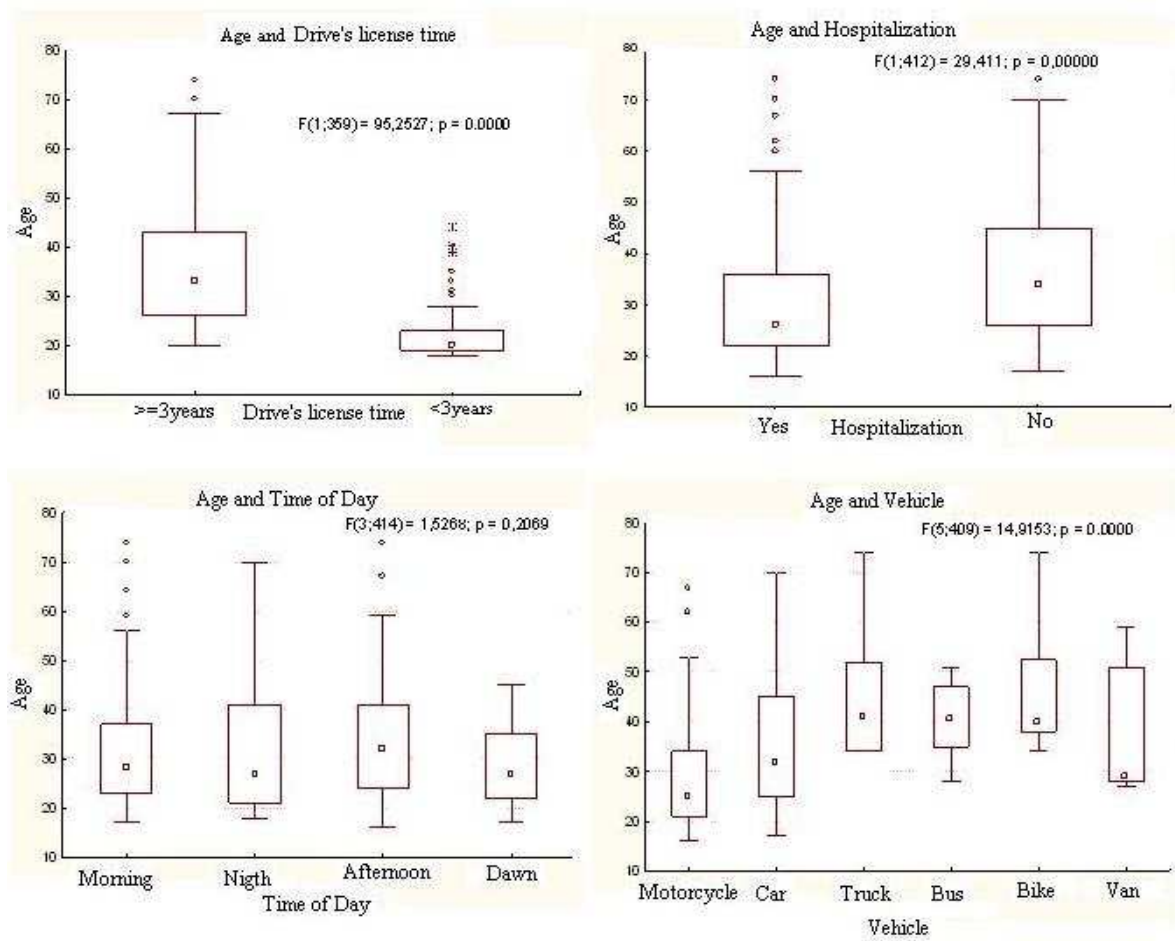 Age and Drive's license time
F(1;359) = 95,2527; p = 0.0000
Age
80
70
60
50
40
30
20
10
>=3years
Drive's license time
<3years
Age and Hospitalization
F(1;412) = 29,411; p = 0,00000
Age
80
70
60
50
40
30
20
10
Yes
Hospitalization
No
Age and Time of Day
F(3;414) = 1,5268; p = 0,2069
Age
80
70
60
50
40
30
20
10
Morning
Nigth
Afternoon
Dawn
Time of Day
Age and Vehicle
F(5;409) = 14,9153; p = 0.0000
Age
80
70
60
50
40
30
20
10
Motorcycle
Car
Truck
Bus
Bike
Van
Vehicle